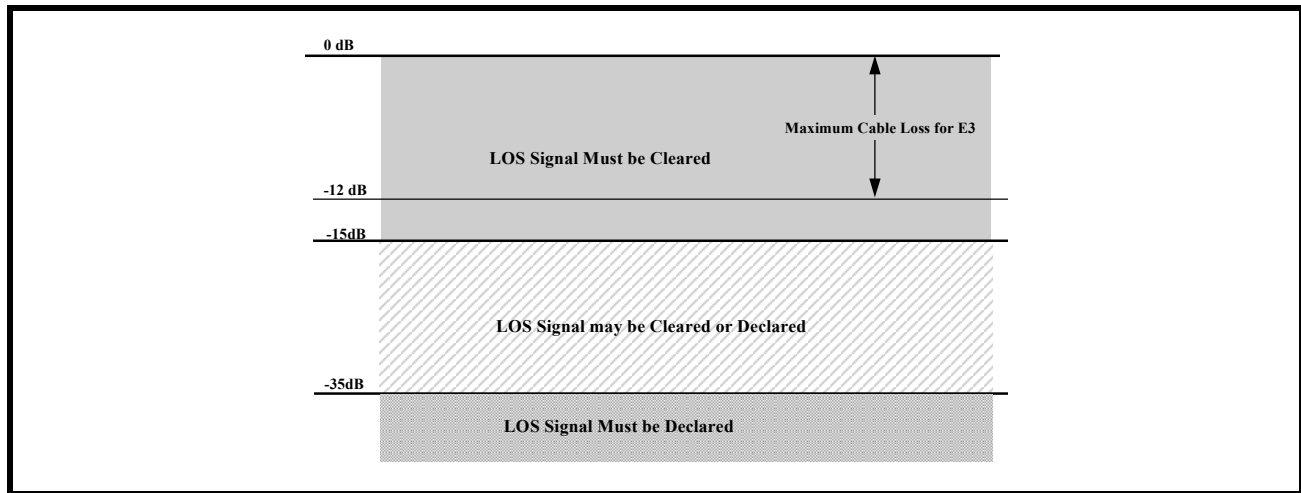 0 dB
Maximum Cable Loss for E3
LOS Signal Must be Cleared
-12 dB
-15dB
LOS Signal may be Cleared or Declared
-35dB
LOS Signal Must be Declared